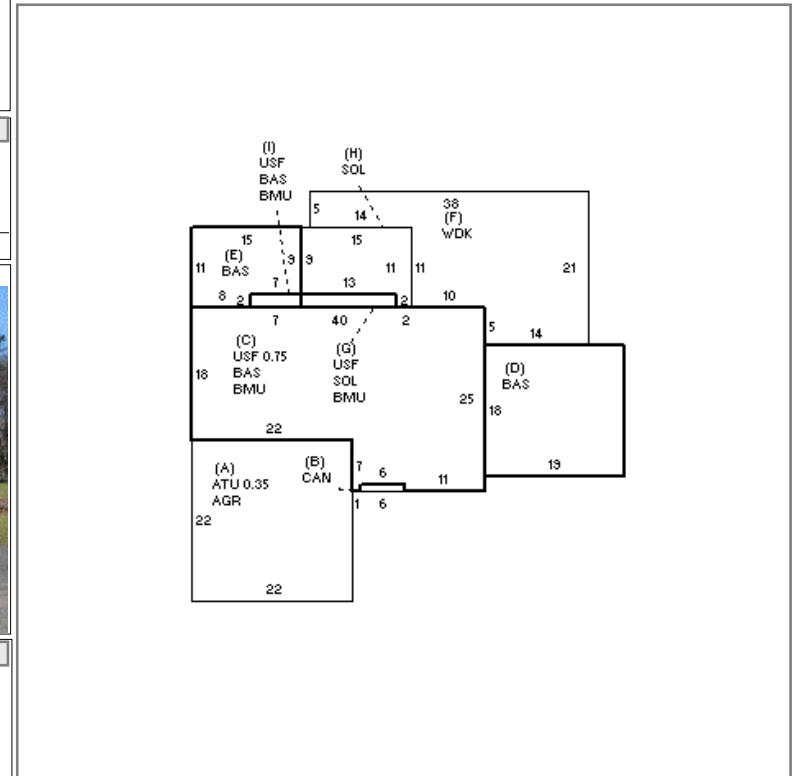 (I)
USF
BAS
BMU
(H)
SOL
38
(F)
WDK
5
14
15
15
(E)
BAS
11
9
9
11
11
21
7
13
8
2
2
10
7
40
2
5
14
(C)
USF 0.75
BAS
BMU
(G)
USF
SOL
BMU
(D)
BAS
18
25
18
22
19
(A)
ATU 0.35
AGR
(B)
CAN
7
6
11
1
6
22
22